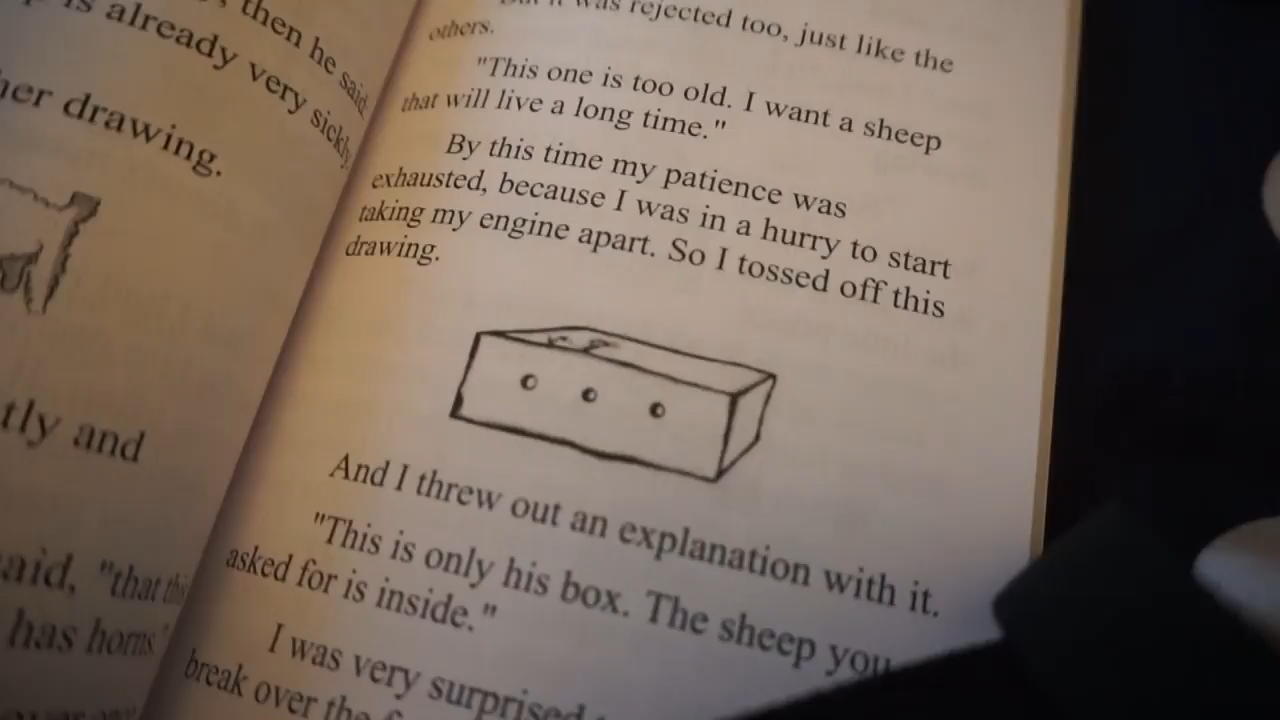 then he said,
is already very sickly.
her drawing.
tly and
aid, "that this
has horns."
But it was rejected too, just like the
others.
"This one is too old. I want a sheep
that will live a long time."
By this time my patience was
exhausted, because I was in a hurry to start
taking my engine apart. So I tossed off this
drawing.
And I threw out an explanation with it.
"This is only his box. The sheep you
asked for is inside."
I was very surprised
break over the